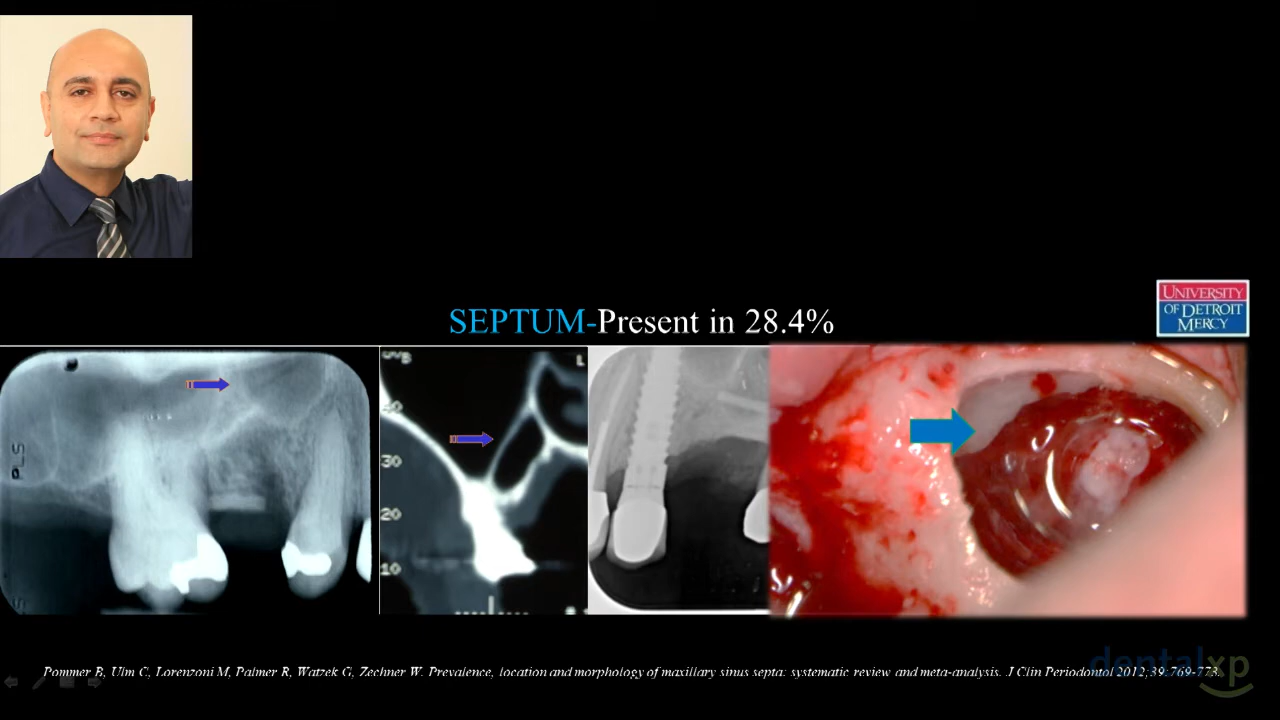 SEPTUM-Present in 28.4%
UNIVERSITY
OF DETROIT
MERCY
L
40
30
20
10
PLS
Pommer B, Ulm C, Lorenzoni M, Palmer R, Watzek G, Zechner W. Prevalence, location and morphology of maxillary sinus septa: systematic review and meta-analysis. J Clin Periodontol 2012;39:769-773.
dentalxp